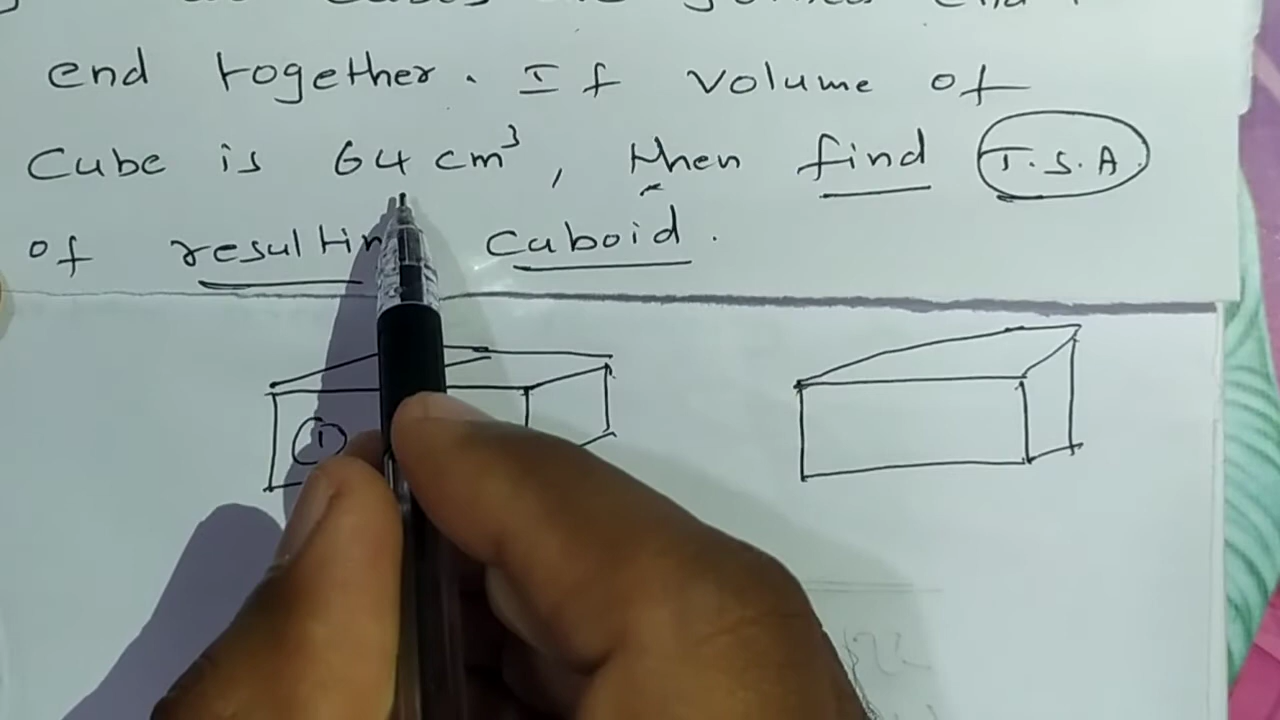 end together. If volume of
Cube is 64 cm³, then find T.S.A.
of resultin cuboid.
①